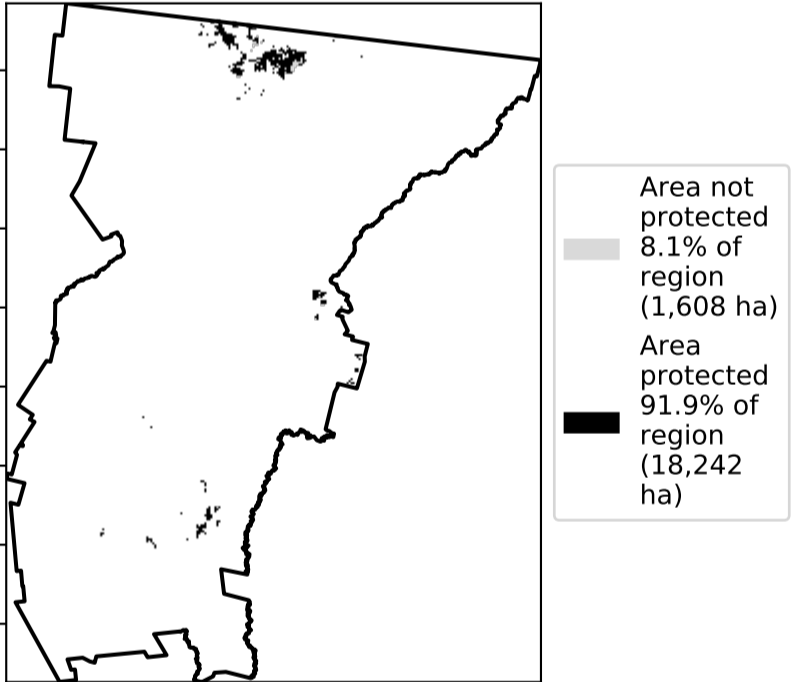 Area not
protected
8.1% of
region
(1,608 ha)
Area
protected
91.9% of
region
(18,242
ha)